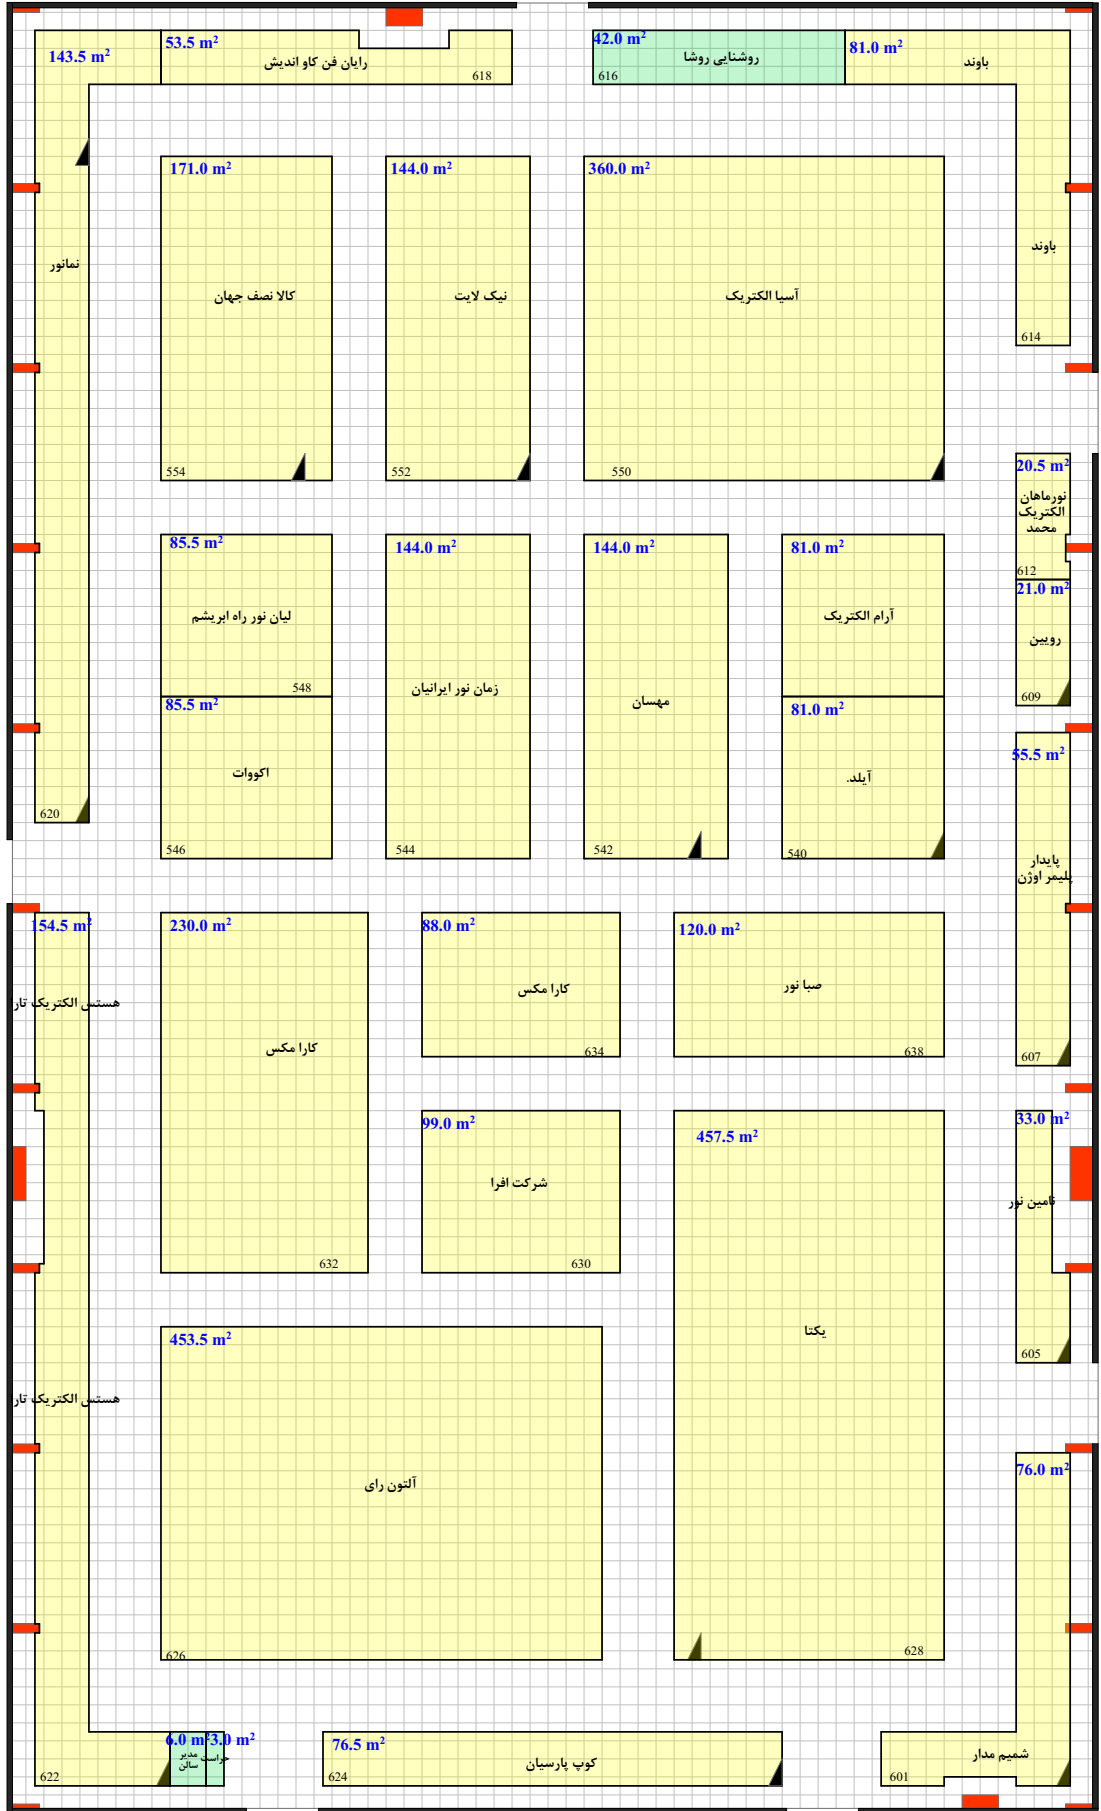 143.5 m²
53.5 m²
رایان فن کاو اندیش
618
42.0 m²
روشنایی روشا
616
81.0 m²
باوند
171.0 m²
کالا نصف جهان
554
144.0 m²
نیک لایت
552
360.0 m²
آسیا الکتریک
550
باوند
614
نمانور
620
20.5 m²
نورماهان
الکتریک
محمد
612
21.0 m²
رویین
609
85.5 m²
لیان نور راه ابریشم
548
85.5 m²
اکووات
546
144.0 m²
زمان نور ایرانیان
544
144.0 m²
مهسان
542
81.0 m²
آرام الکتریک
81.0 m²
آیلد.
540
55.5 m²
پایدار
پلیمر اوژن
607
154.5 m²
هستس الکتریک تارا
230.0 m²
کارا مکس
632
88.0 m²
کارا مکس
634
120.0 m²
صبا نور
638
99.0 m²
شرکت افرا
630
457.5 m²
یکتا
628
33.0 m²
تامین نور
605
هستس الکتریک تارا
622
453.5 m²
آلتون رای
626
76.0 m²
شمیم مدار
601
6.0 m²
مدیر
سالن
3.0 m²
حراست
76.5 m²
کوپ پارسیان
624